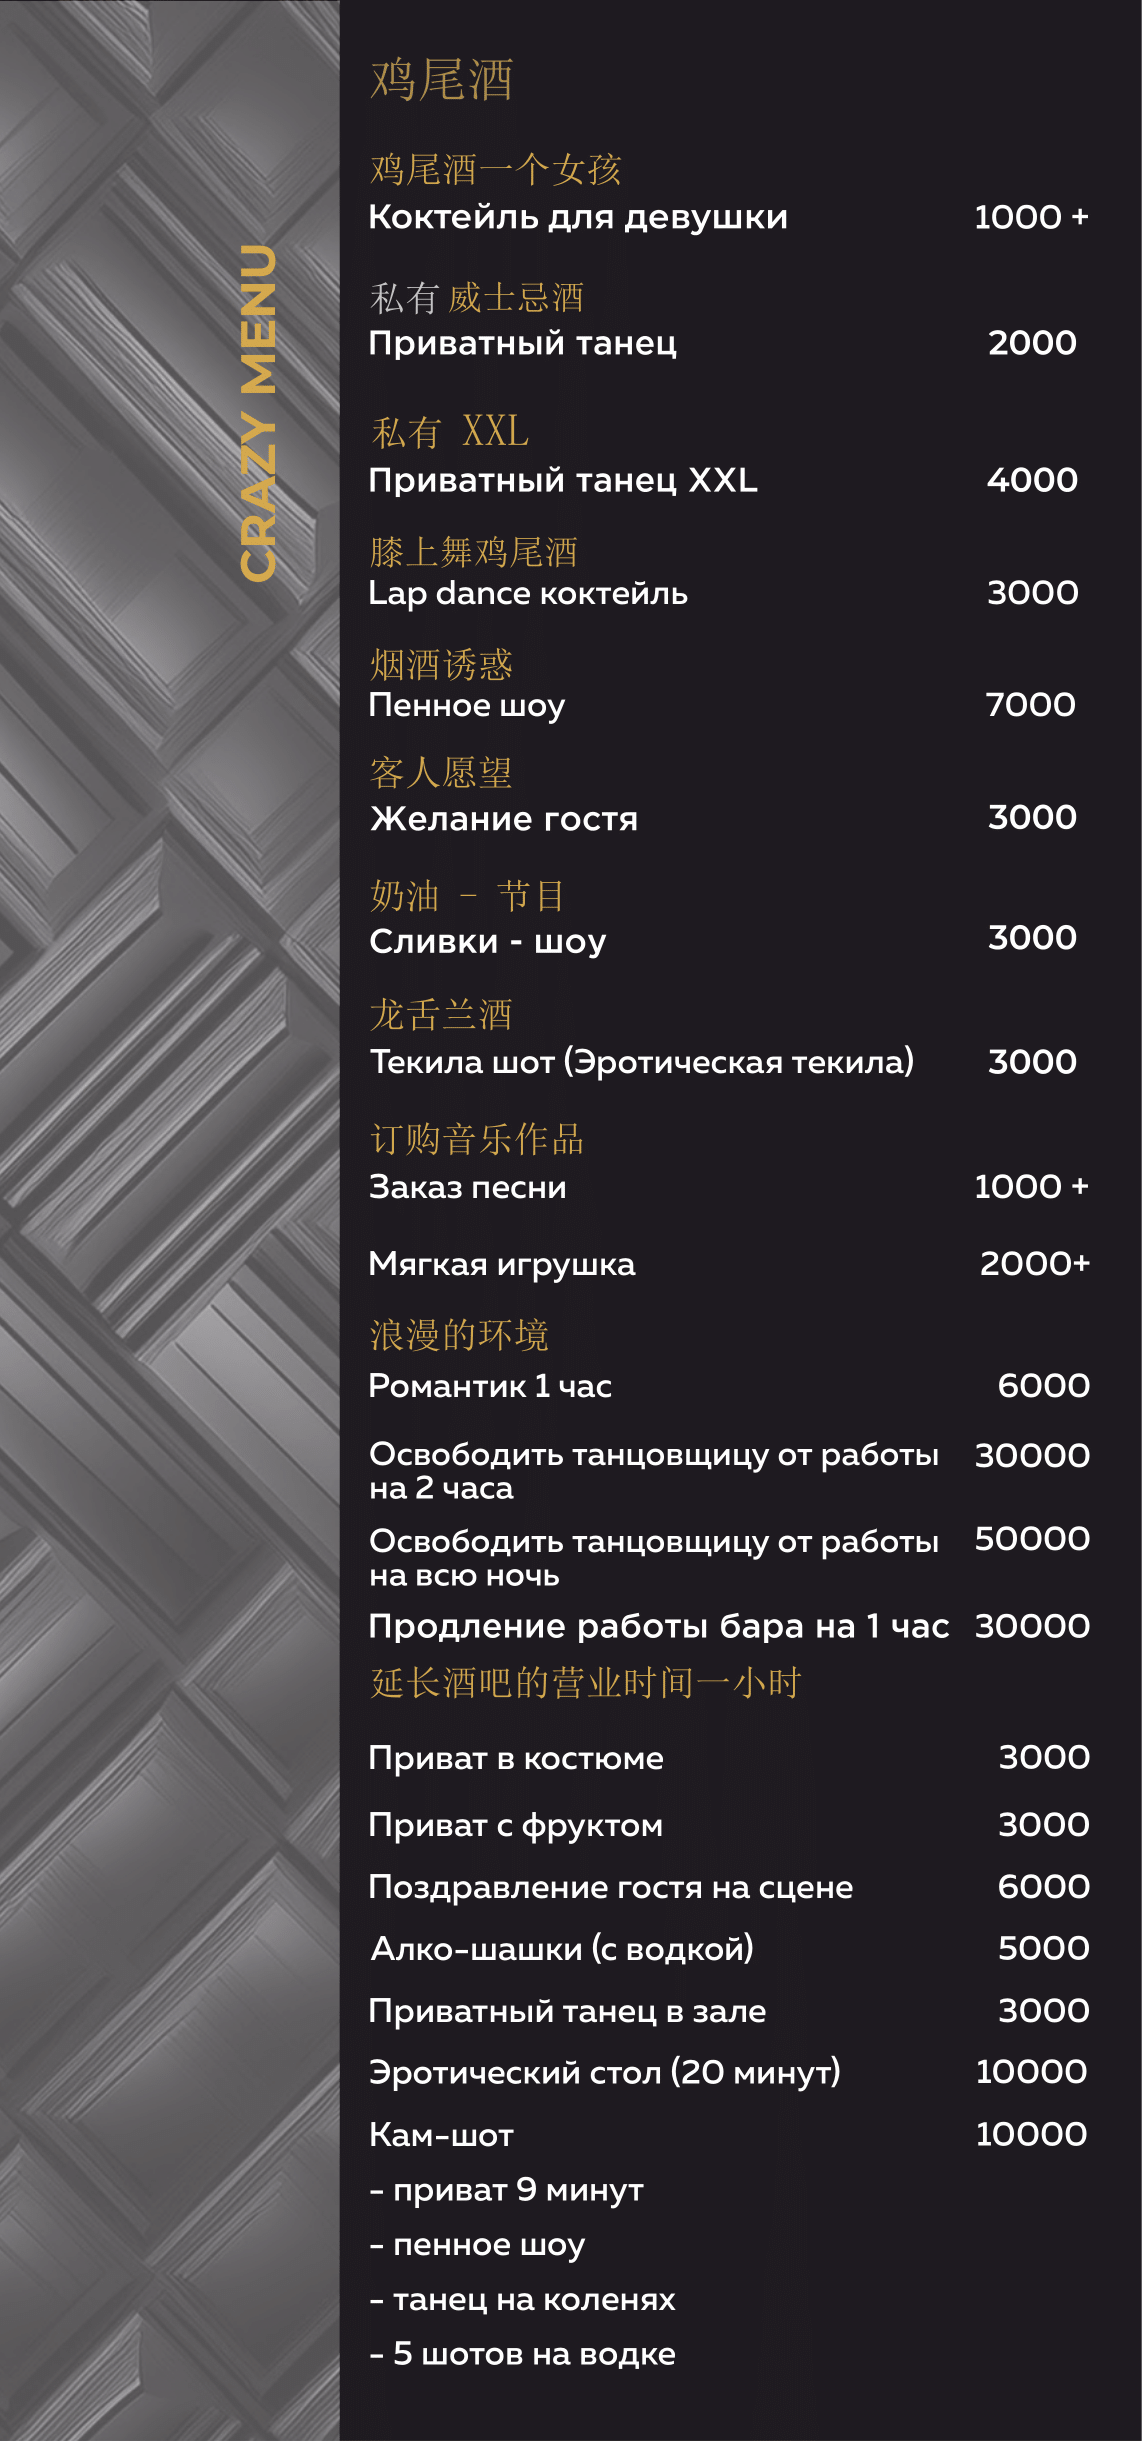 CRAZY MENU
鸡尾酒
鸡尾酒一个女孩
Коктейль для девушки 1000 +
私有 威士忌酒
Приватный танец 2000
私有 XXL
Приватный танец XXL 4000
膝上舞鸡尾酒
Lap dance коктейль 3000
烟酒诱惑
Пенное шоу 7000
客人愿望
Желание гостя 3000
奶油 – 节目
Сливки - шоу 3000
龙舌兰酒
Текила шот (Эротическая текила) 3000
订购音乐作品
Заказ песни 1000 +
Мягкая игрушка 2000+
浪漫的环境
Романтик 1 час 6000
Освободить танцовщицу от работы 30000
на 2 часа
Освободить танцовщицу от работы 50000
на всю ночь
Продление работы бара на 1 час 30000
延长酒吧的营业时间一小时
Приват в костюме 3000
Приват с фруктом 3000
Поздравление гостя на сцене 6000
Алко-шашки (с водкой) 5000
Приватный танец в зале 3000
Эротический стол (20 минут) 10000
Кам-шот 10000
- приват 9 минут
- пенное шоу
- танец на коленях
- 5 шотов на водке